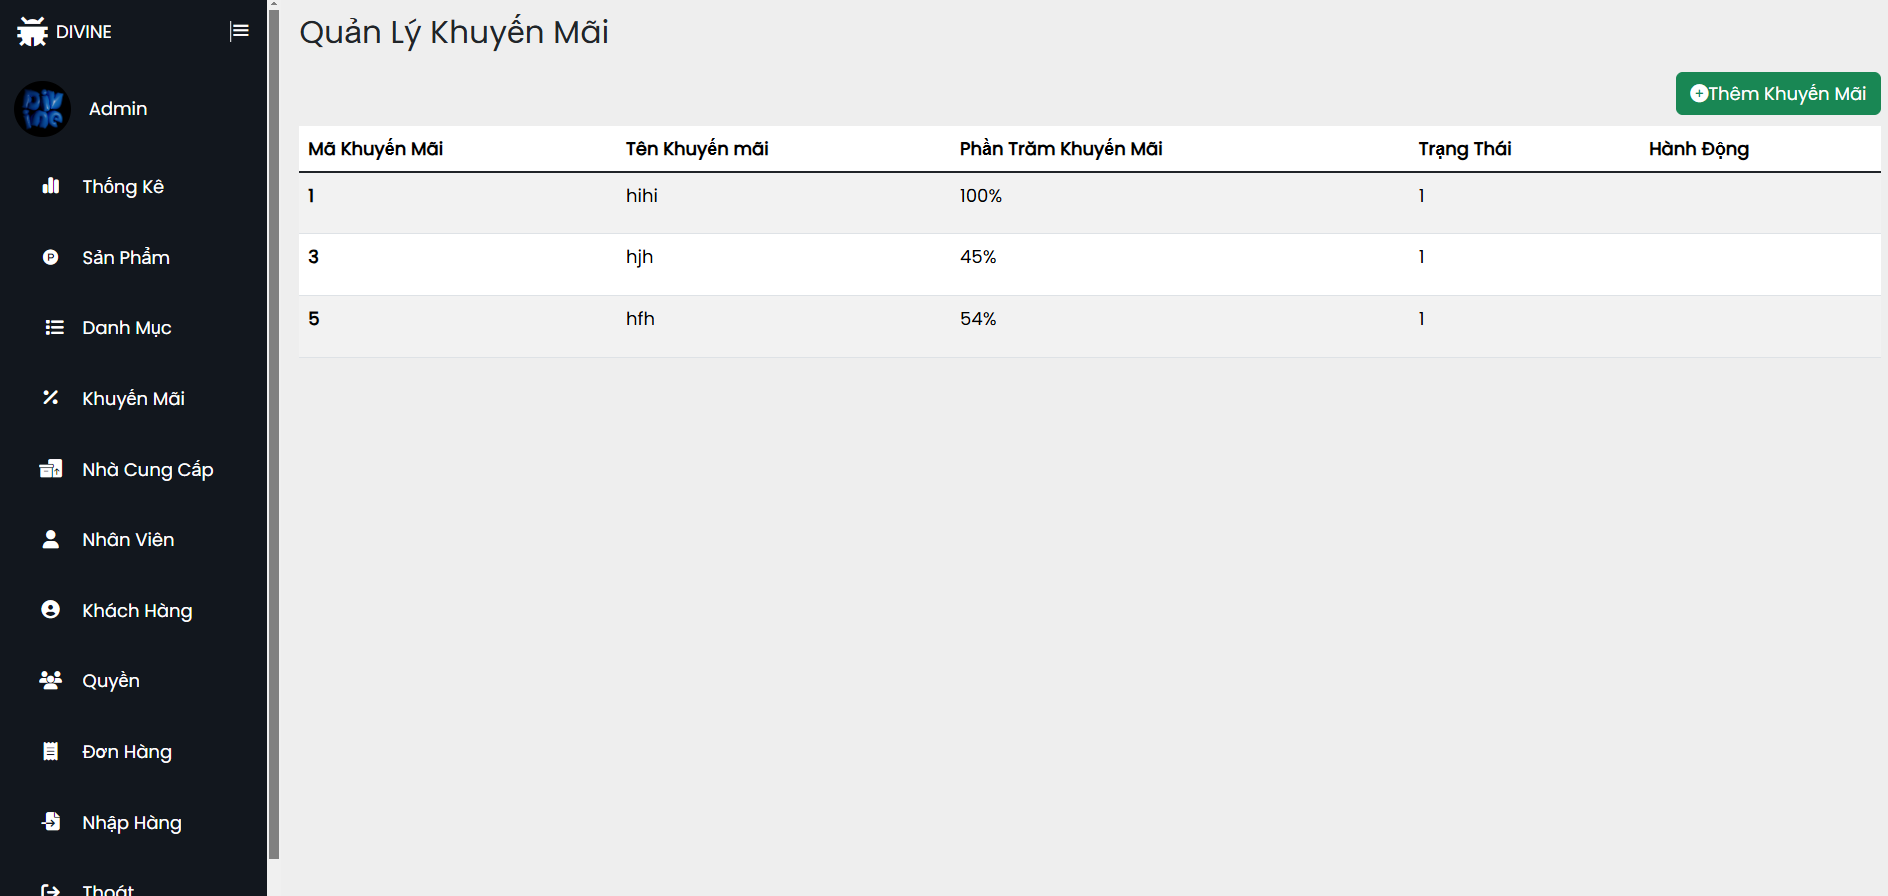 DIVINE
Admin
Thống Kê
Sản Phẩm
Danh Mục
Khuyến Mãi
Nhà Cung Cấp
Nhân Viên
Khách Hàng
Quyền
Đơn Hàng
Nhập Hàng
Thoát
Quản Lý Khuyến Mãi
Thêm Khuyến Mãi
Mã Khuyến Mãi Tên Khuyến mãi Phần Trăm Khuyến Mãi Trạng Thái Hành Động
1 hihi 100% 1
3 hjh 45% 1
5 hfh 54% 1